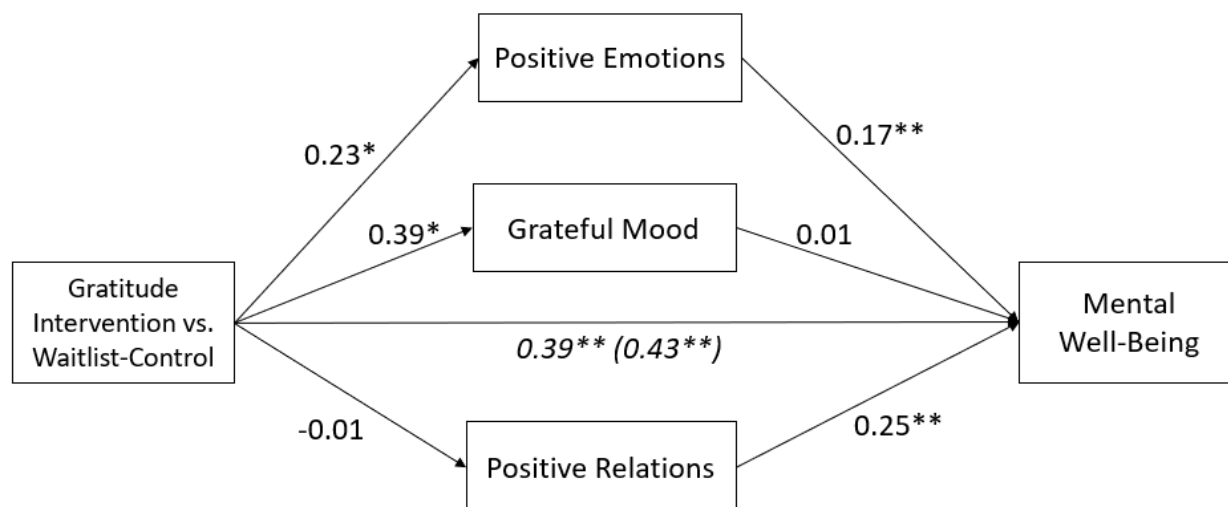 Positive Emotions
0.23*
0.17**
Grateful Mood
0.39*
0.01
Gratitude
Intervention vs.
Waitlist-Control
0.39** (0.43**)
Mental
Well-Being
-0.01
0.25**
Positive Relations